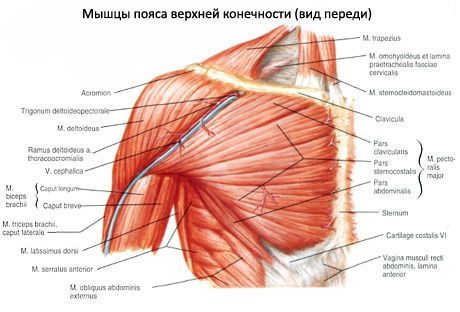 Мышцы пояса верхней конечности (вид переди)
M. trapezius
M. omohyoideus et lamina
praetrachealis fasciae
cervicalis
M. sternocleidomastoideus
Clavicula
Pars
clavicularis
Pars
sternocostalis
Pars
abdominalis
M. pecto-
ralis
major
Sternum
Cartilage costalis VI
Vagina musculi recti
abdominis, lamina
anterior
Acromion
Trigonum deltoideopectorale
M. deltoideus
Ramus deltoideus a.
thoracoacromialis
V. cephalica
M.
biceps
brachii
Caput longum
Caput breve
M. triceps brachii,
caput laterale
M. latissimus dorsi
M. serratus anterior
M. obliquus abdominis
externus